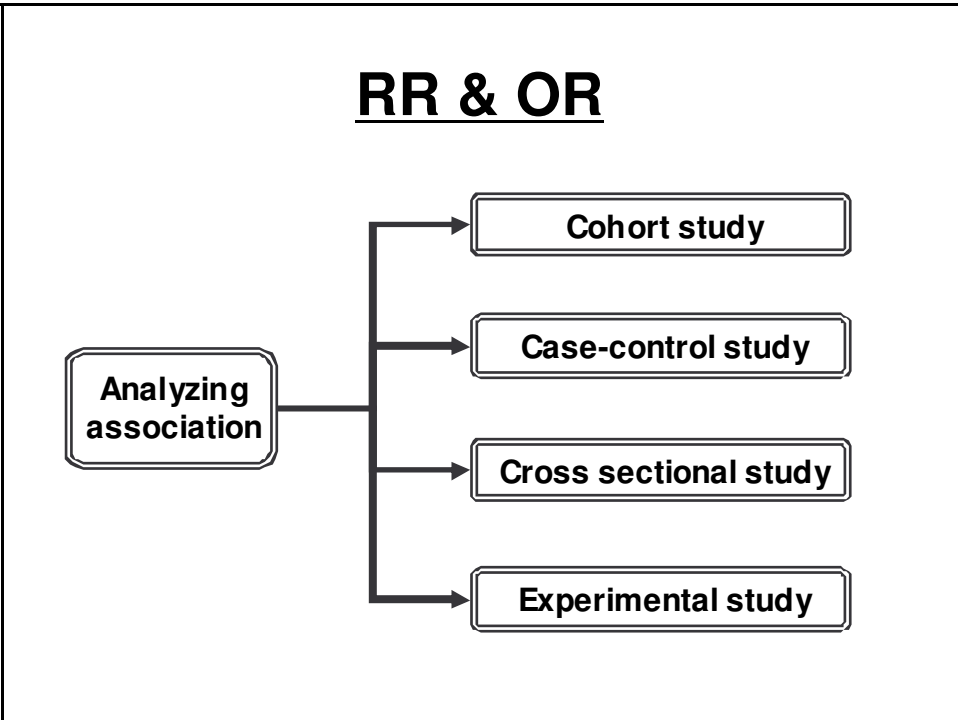 RR & OR
Cohort study
Case-control study
Analyzing
association
Cross sectional study
Experimental study